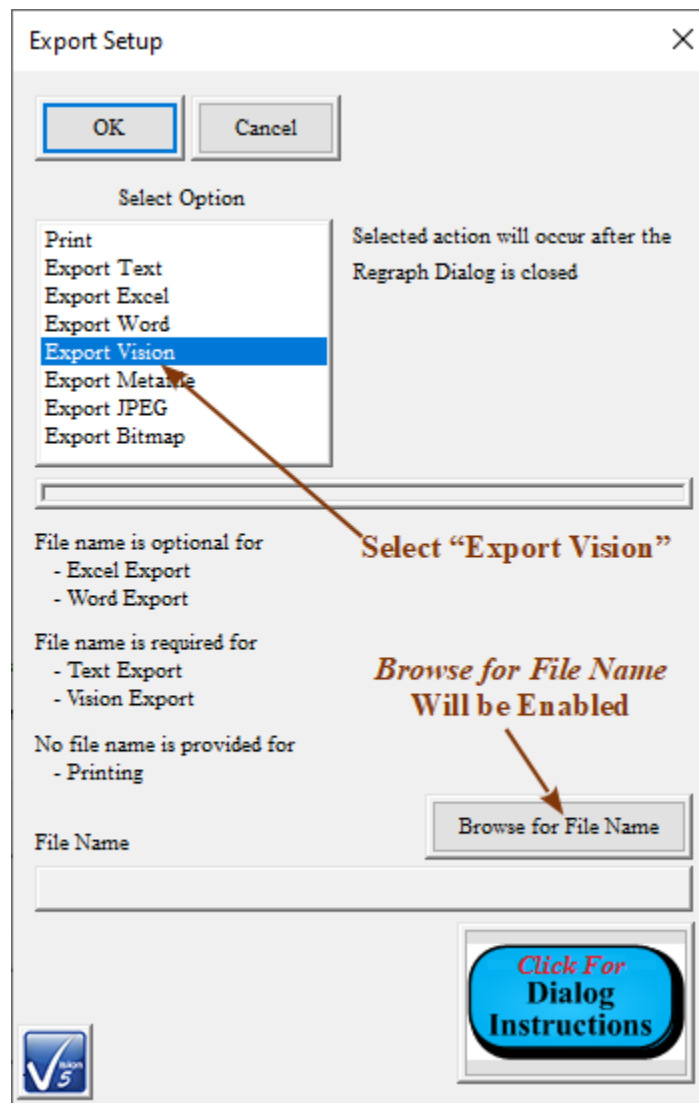 Export Setup
OK
Cancel
Select Option
Print
Export Text
Export Excel
Export Word
Export Vision
Export Metafile
Export JPEG
Export Bitmap
Selected action will occur after the
Regraph Dialog is closed
Select “Export Vision”
File name is optional for
- Excel Export
- Word Export
File name is required for
- Text Export
- Vision Export
Browse for File Name
Will be Enabled
No file name is provided for
- Printing
Browse for File Name
File Name
Click For
Dialog
Instructions
Vision
5